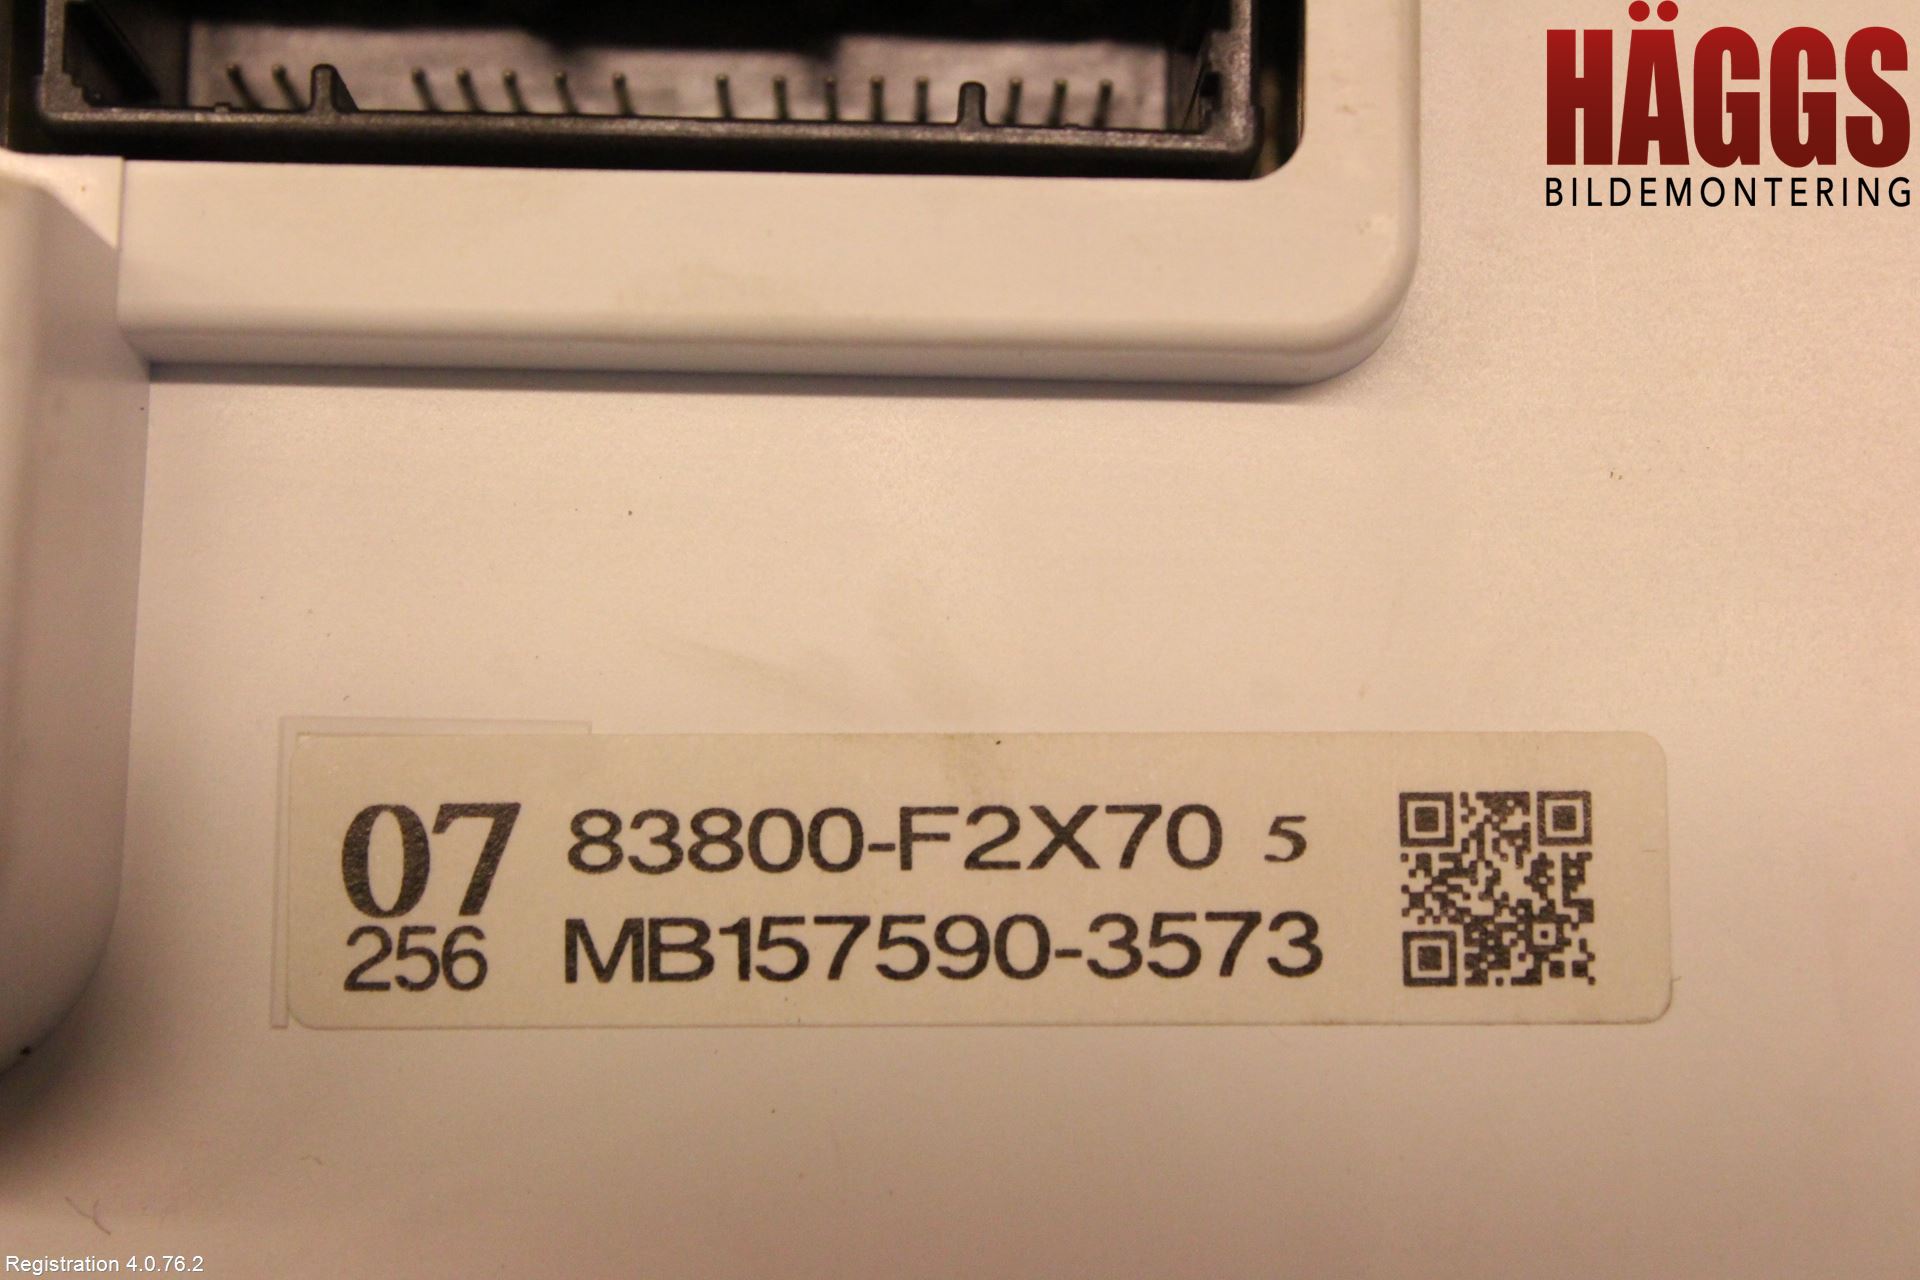 HÄGGS
BILDEMONTERING
07 83800-F2X70 5
256 MB157590-3573
Registration 4.0.76.2